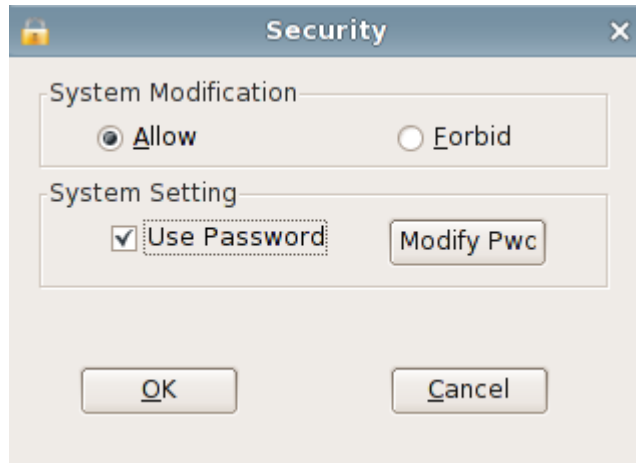 Security
System Modification
Allow Forbid
System Setting
Use Password Modify Pwc
OK Cancel